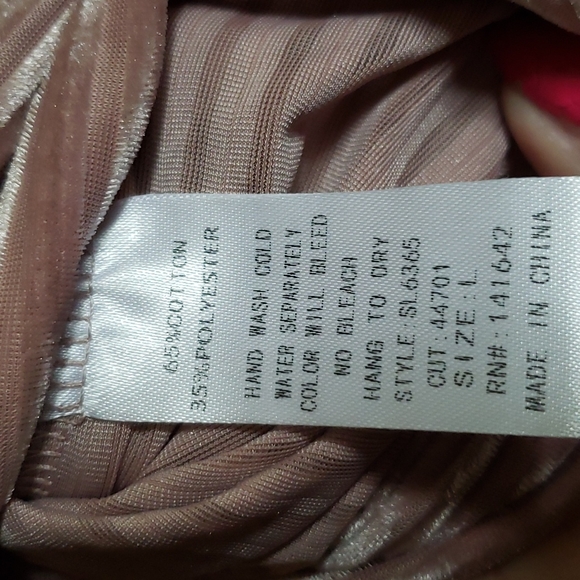 65%COTTON
35%POLYESTER
HAND WASH COLD
WATER SEPARATELY
COLOR WILL BLEED
NO BLEACH
HANG TO DRY
STYLE:SL6365
CUT:44701
SIZE:L
RN#:141642
MADE IN CHINA